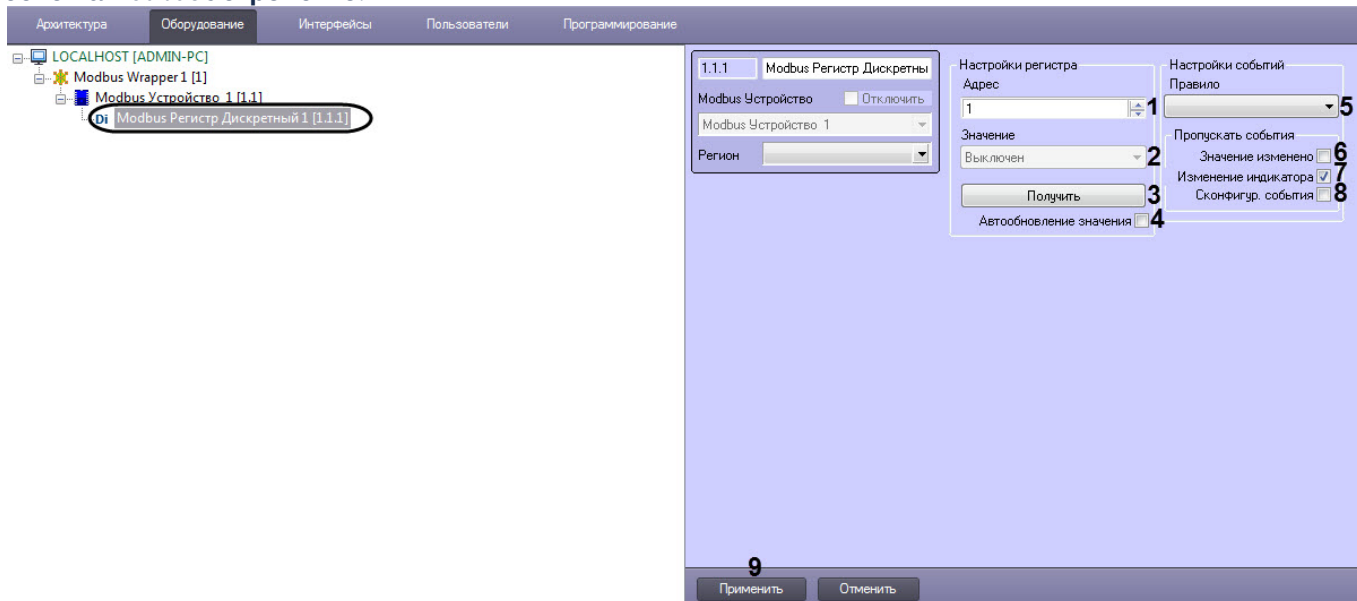 Архитектура Оборудование Интерфейсы Пользователи Программирование
LOCALHOST [ADMIN-PC]
Modbus Wrapper 1 [1]
Modbus Устройство 1 [1.1]
Di Modbus Регистр Дискретный 1 [1.1.1]
1.1.1 Modbus Регистр Дискретны
Modbus Устройство Отключить
Modbus Устройство 1
Регион
Настройки регистра
Адрес
1 1
Значение
Выключен 2
Получить 3
Автообновление значения 4
Настройки событий
Правило
5
Пропускать события
Значение изменено 6
Изменение индикатора 7
Сконфигур. события 8
9
Применить Отменить